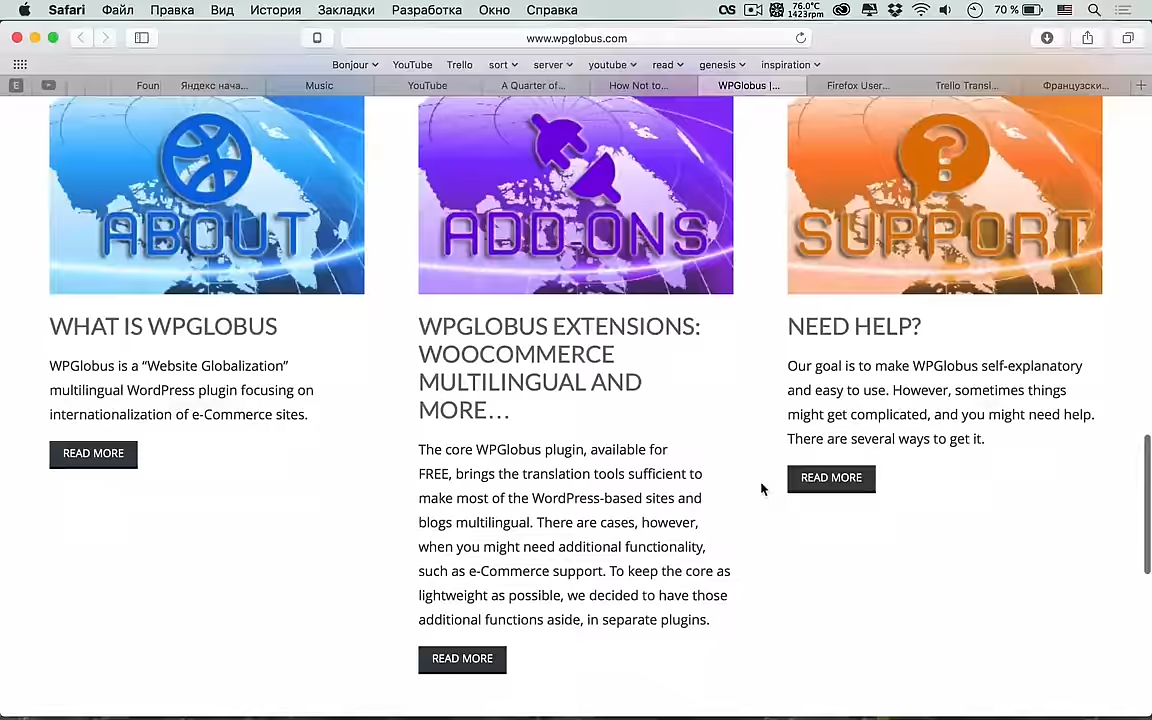 Safari Файл Правка Вид История Закладки Разработка Окно Справка 76.0°C 1423rpm 70 %
www.wpglobus.com
Bonjour YouTube Trello sort server youtube read genesis inspiration
E Foun Яндекс нача... Music YouTube A Quarter of... How Not to... WPGlobus |... Firefox User... Trello Transl... Французски...
ABOUT ADD-ONS SUPPORT
WHAT IS WPGLOBUS
WPGlobus is a “Website Globalization”
multilingual WordPress plugin focusing on
internationalization of e-Commerce sites.
READ MORE
WPGLOBUS EXTENSIONS:
WOOCOMMERCE
MULTILINGUAL AND
MORE...
The core WPGlobus plugin, available for
FREE, brings the translation tools sufficient to
make most of the WordPress-based sites and
blogs multilingual. There are cases, however,
when you might need additional functionality,
such as e-Commerce support. To keep the core as
lightweight as possible, we decided to have those
additional functions aside, in separate plugins.
READ MORE
NEED HELP?
Our goal is to make WPGlobus self-explanatory
and easy to use. However, sometimes things
might get complicated, and you might need help.
There are several ways to get it.
READ MORE